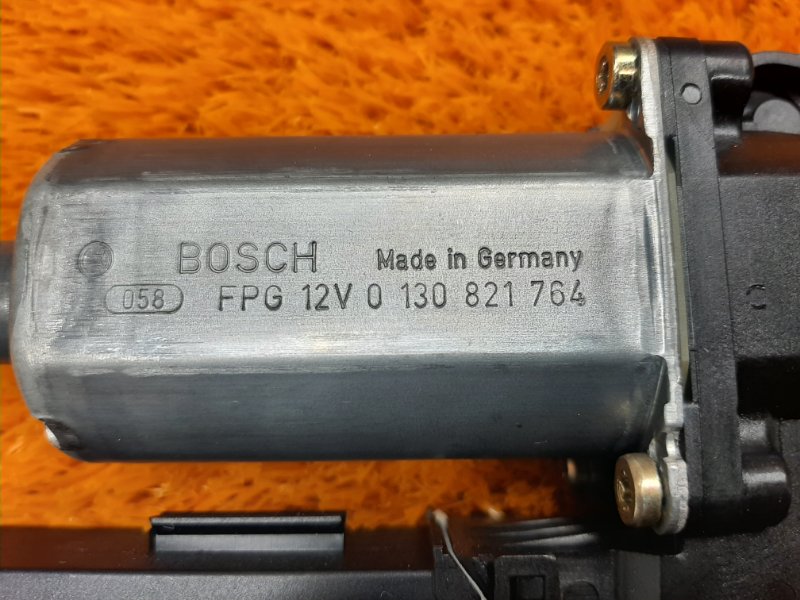 BOSCH Made in Germany
058 FPG 12V 0 130 821 764
C